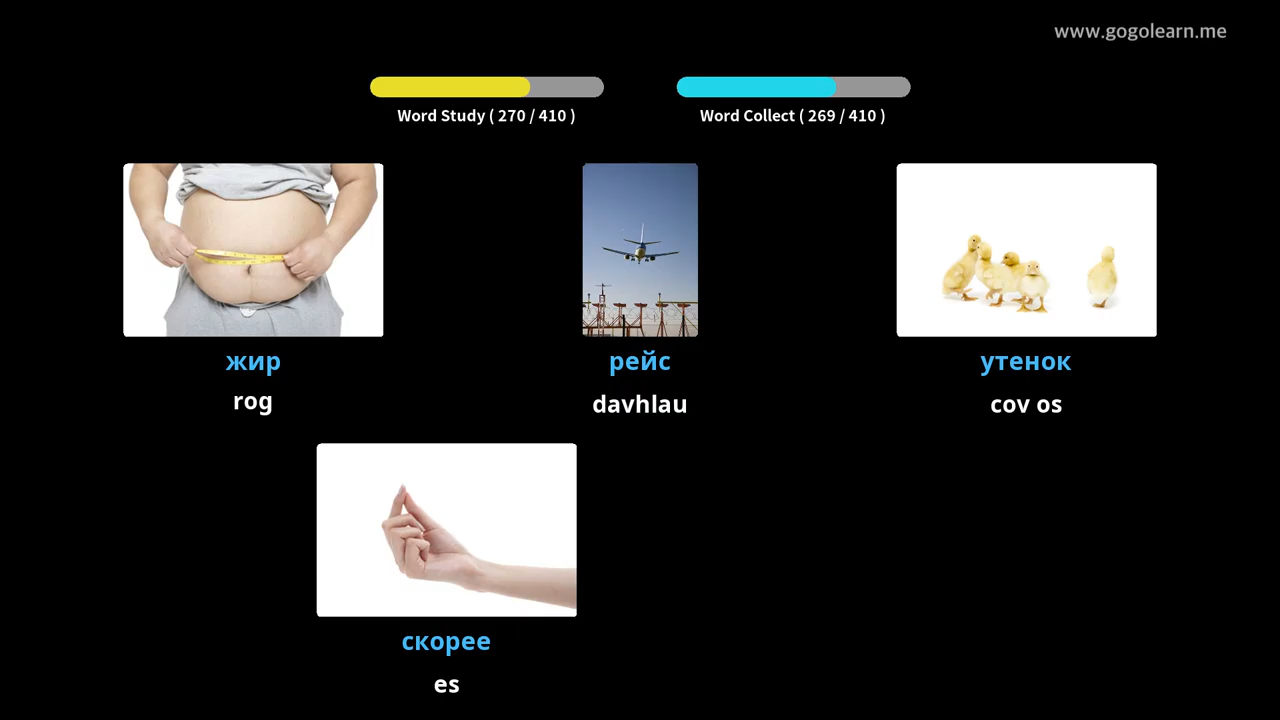 www.gogolearn.me
Word Study ( 270 / 410 )
Word Collect ( 269 / 410 )
жир
rog
рейс
davhlau
утенок
cov os
скорее
es